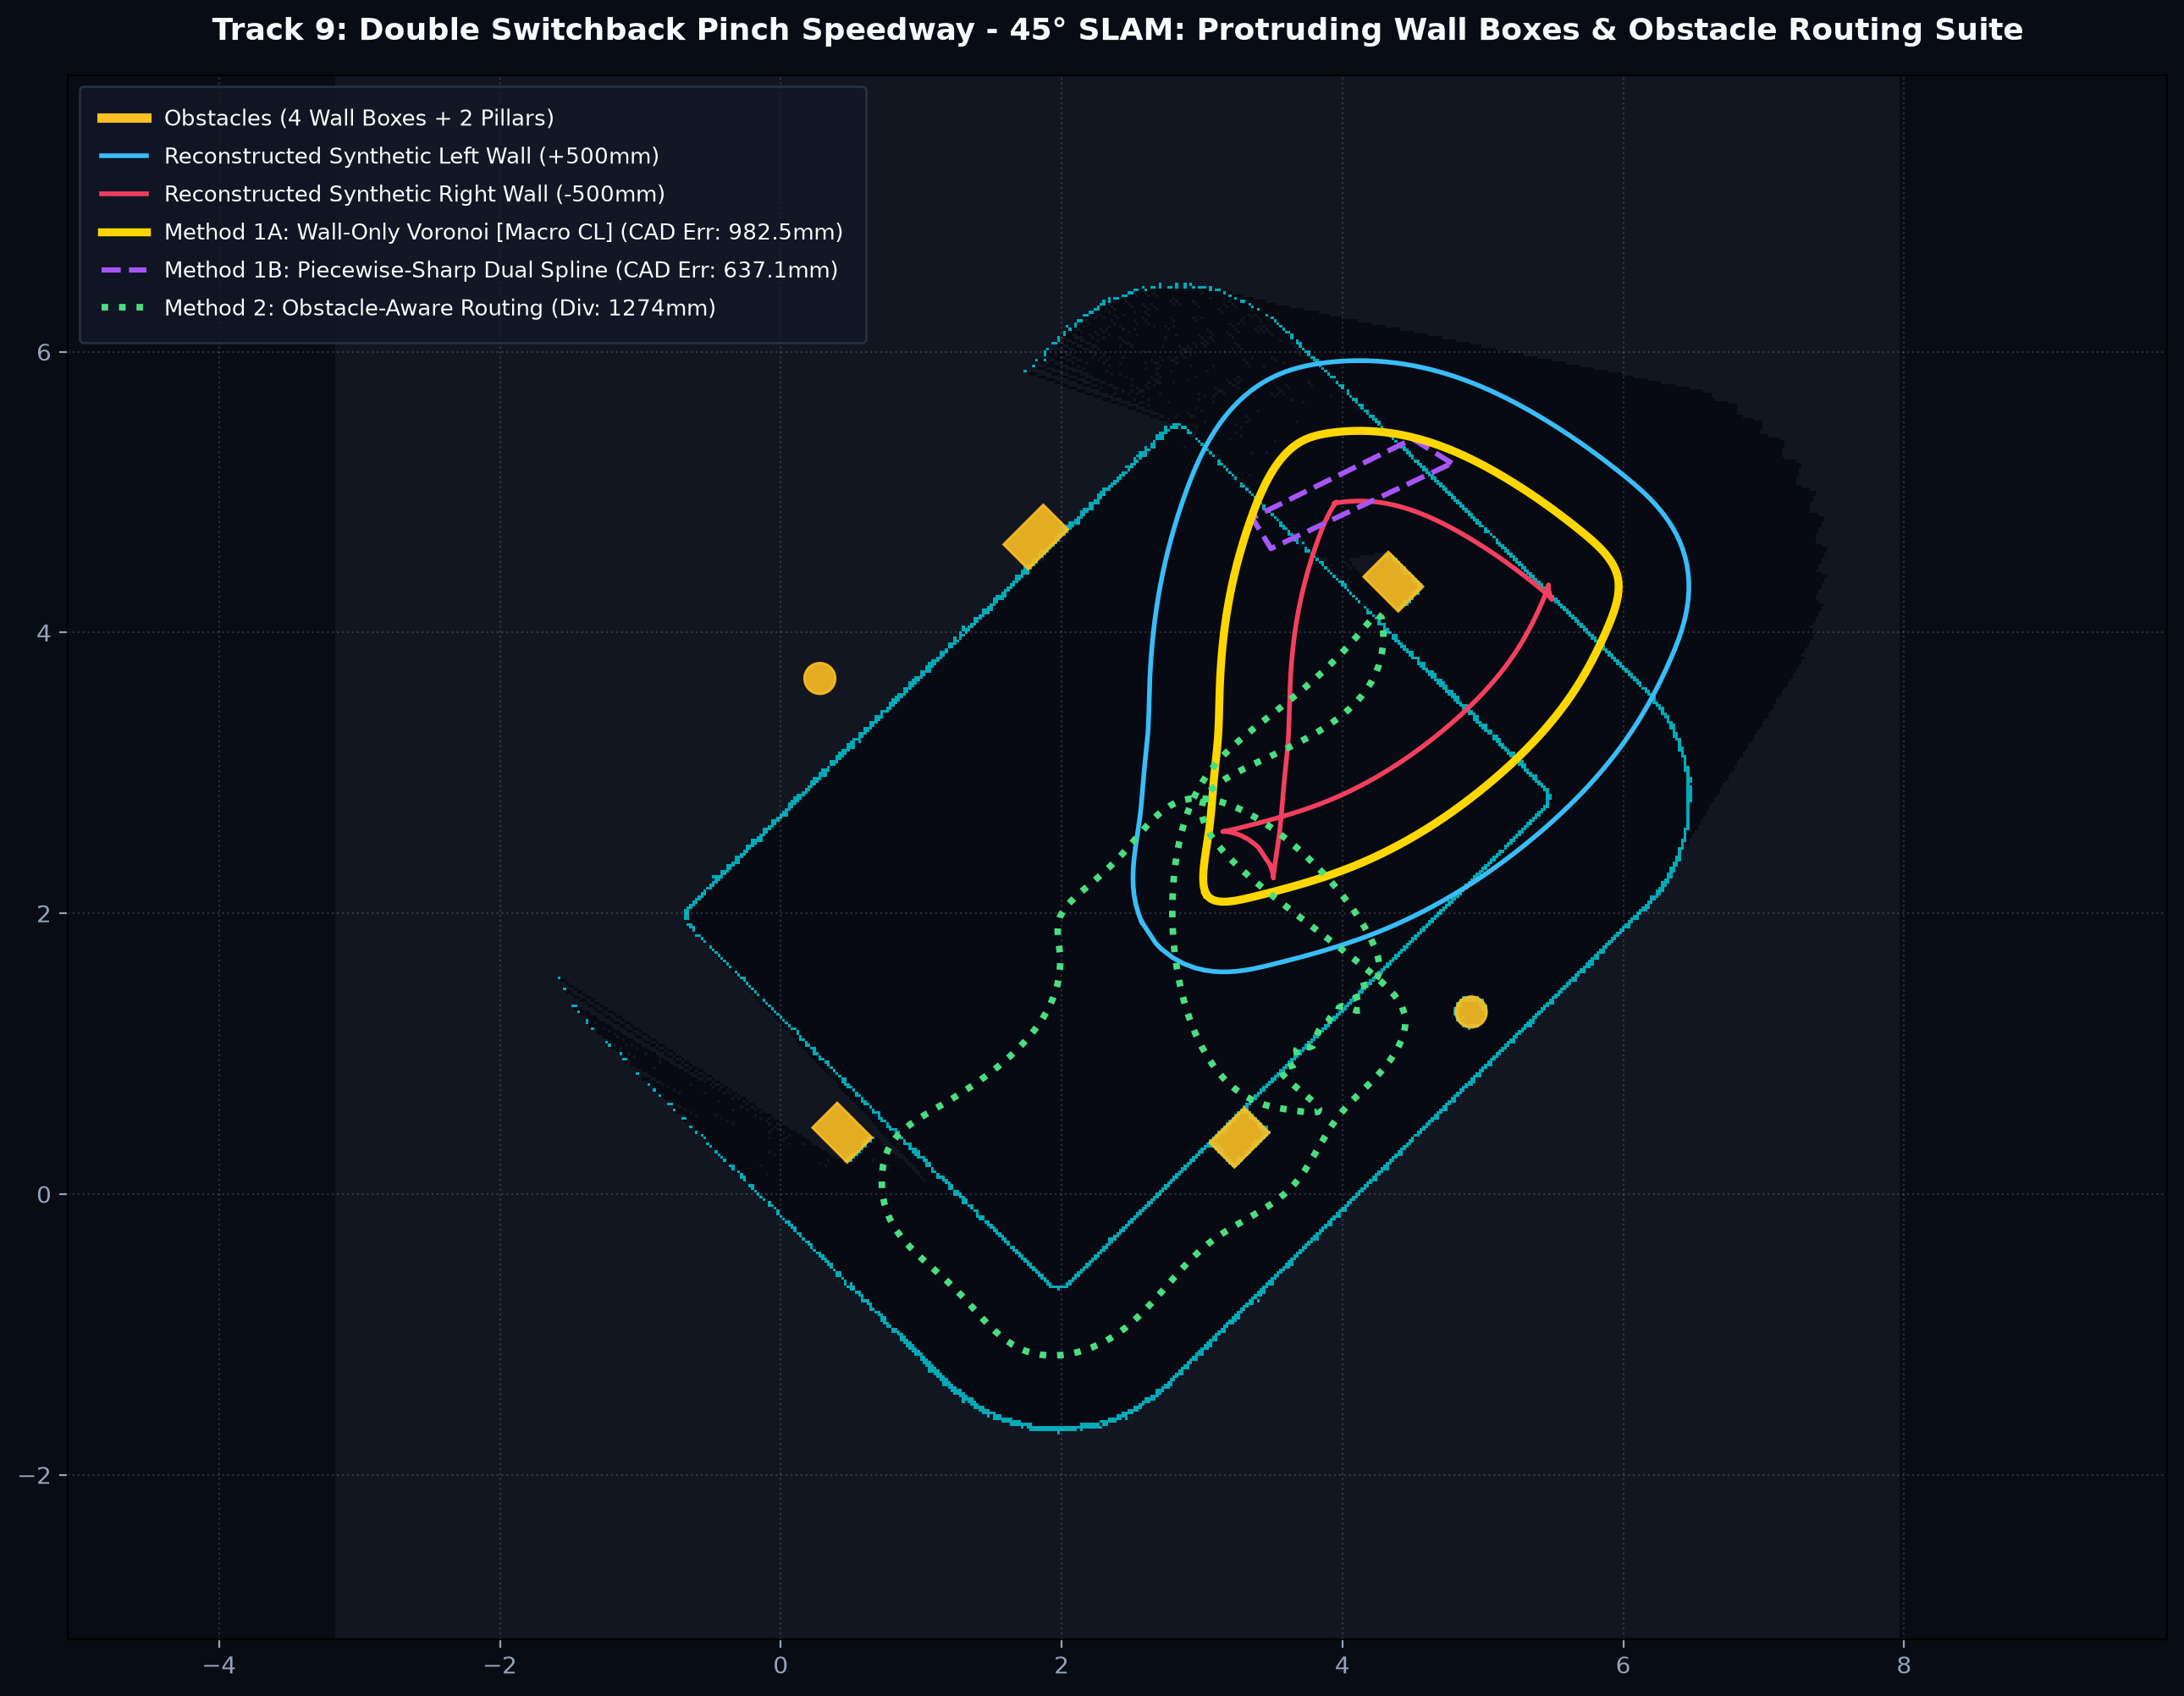 Track 9: Double Switchback Pinch Speedway - 45° SLAM: Protruding Wall Boxes & Obstacle Routing Suite
Obstacles (4 Wall Boxes + 2 Pillars)
Reconstructed Synthetic Left Wall (+500mm)
Reconstructed Synthetic Right Wall (-500mm)
Method 1A: Wall-Only Voronoi [Macro CL] (CAD Err: 982.5mm)
Method 1B: Piecewise-Sharp Dual Spline (CAD Err: 637.1mm)
Method 2: Obstacle-Aware Routing (Div: 1274mm)
6
4
2
0
−2
−4 −2 0 2 4 6 8